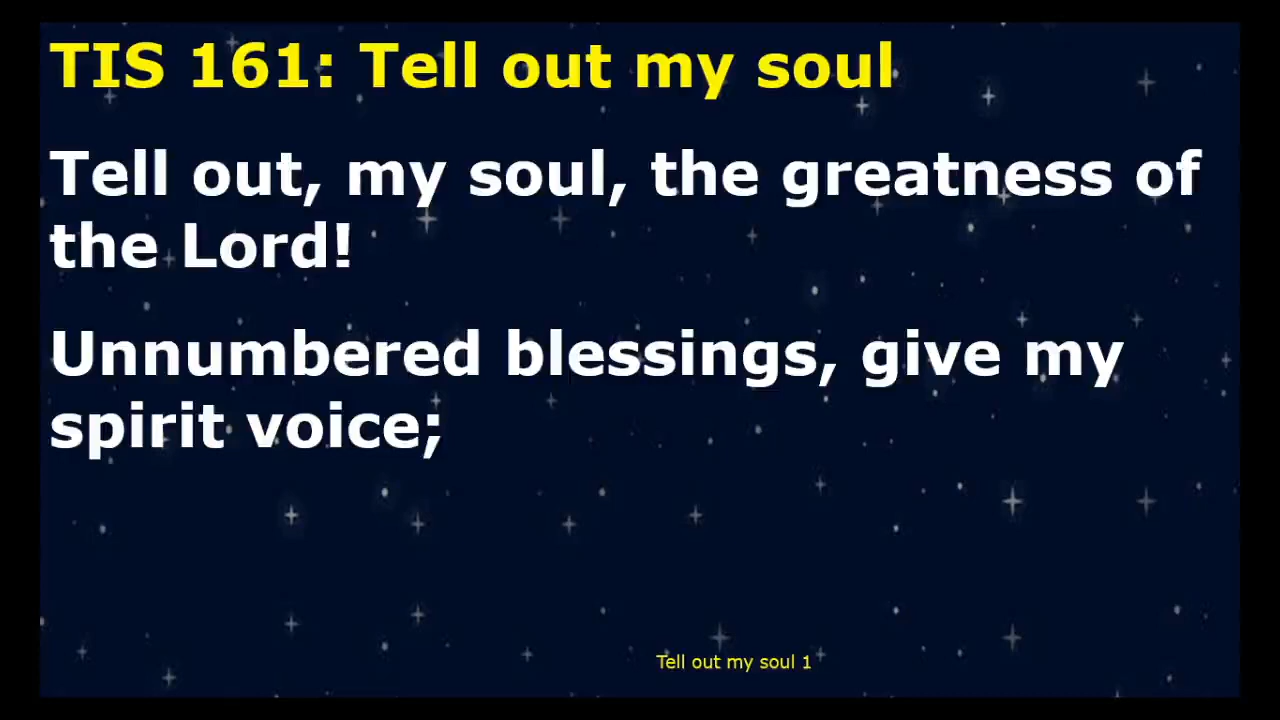 TIS 161: Tell out my soul
Tell out, my soul, the greatness of
the Lord!
Unnumbered blessings, give my
spirit voice;
Tell out my soul 1